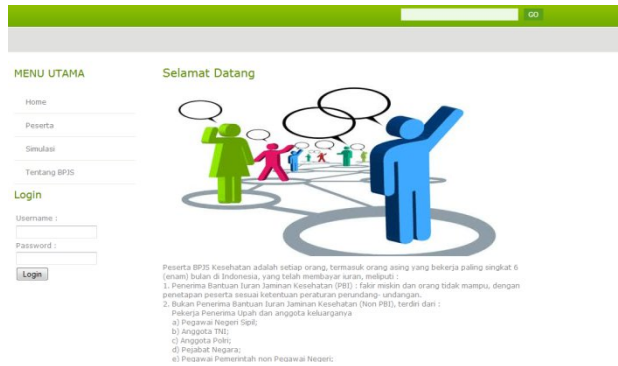 GO
MENU UTAMA
Home
Peserta
Simulasi
Tentang BPJS
Login
Username :
Password :
Login
Selamat Datang
Peserta BPJS Kesehatan adalah setiap orang, termasuk orang asing yang bekerja paling singkat 6
(enam) bulan di Indonesia, yang telah membayar iuran, meliputi :
1. Penerima Bantuan Iuran Jaminan Kesehatan (PBI) : fakir miskin dan orang tidak mampu, dengan
penetapan peserta sesuai ketentuan peraturan perundang- undangan.
2. Bukan Penerima Bantuan Iuran Jaminan Kesehatan (Non PBI), terdiri dari :
Pekerja Penerima Upah dan anggota keluarganya
a) Pegawai Negeri Sipil;
b) Anggota TNI;
c) Anggota Polri;
d) Pejabat Negara;
e) Pegawai Pemerintah non Pegawai Negeri;